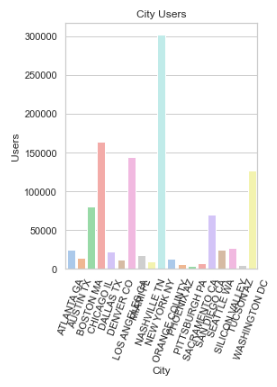 City Users
300000
250000
200000
150000
100000
50000
0
Users
ATLANTA GA
AUSTIN TX
BOSTON MA
CHICAGO IL
DALLAS TX
DENVER CO
LOS ANGELES CA
MIAMI FL
NASHVILLE TN
NEW YORK NY
ORANGE COUNTY
PHOENIX AZ
PITTSBURGH PA
SACRAMENTO CA
SAN DIEGO CA
SEATTLE WA
SILICON VALLEY
TUCSON AZ
WASHINGTON DC
City